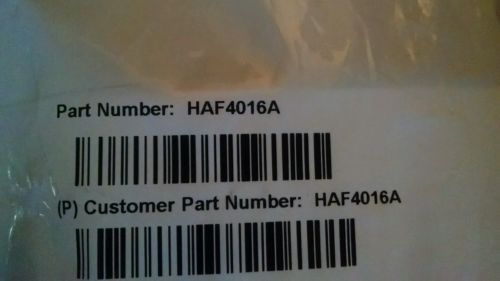 Part Number: HAF4016A
(P) Customer Part Number: HAF4016A